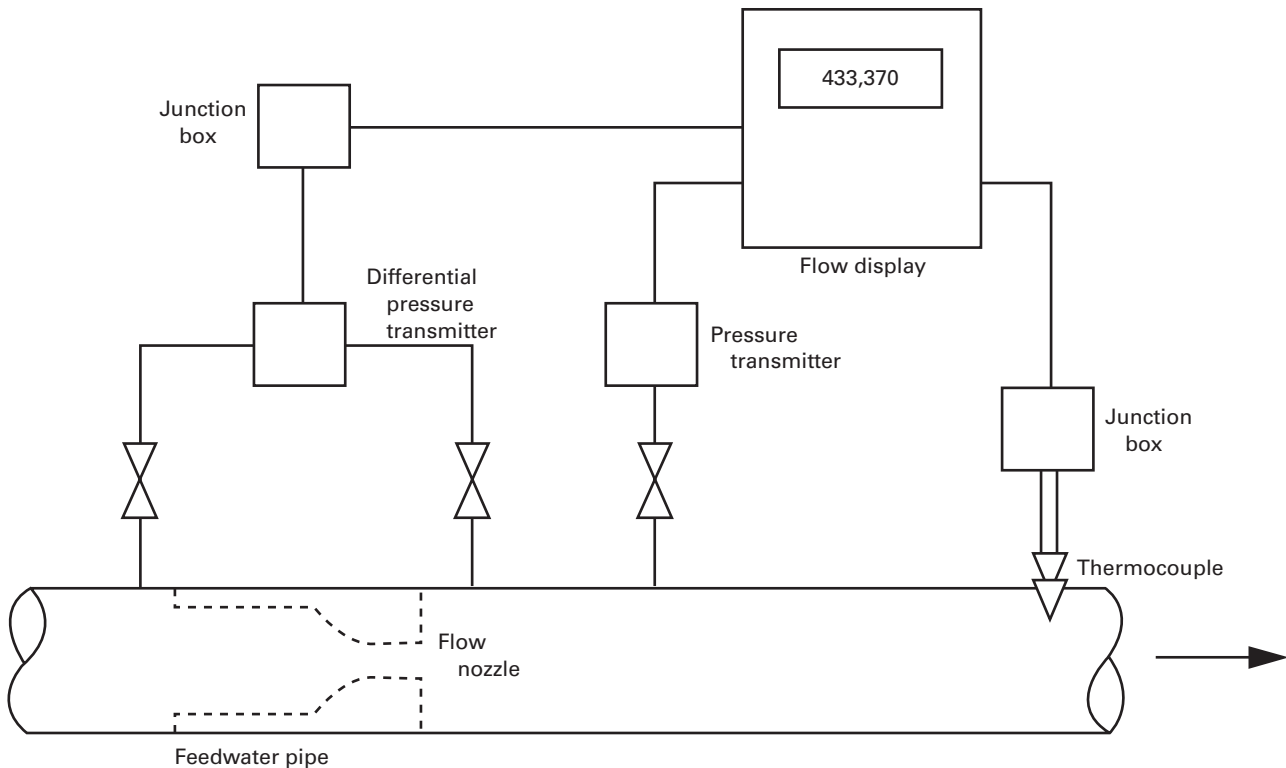 433,370
Junction
box
Flow display
Differential
pressure
transmitter
Pressure
transmitter
Junction
box
Thermocouple
Flow
nozzle
Feedwater pipe